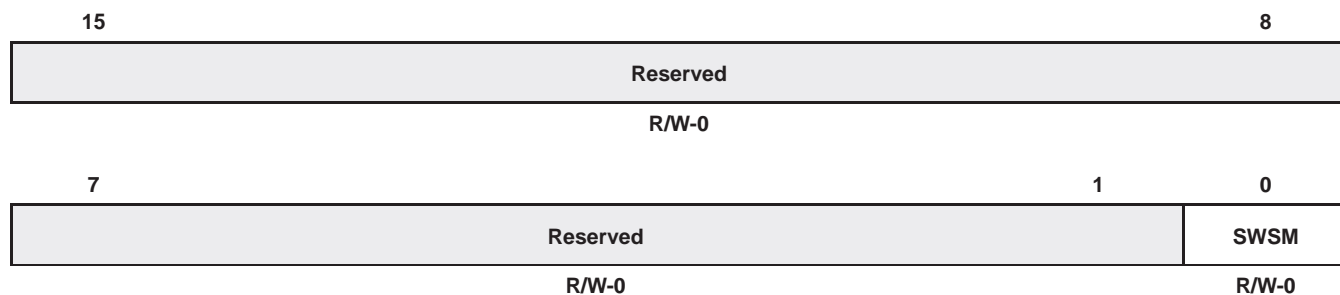 15 8
Reserved
R/W-0
7 1 0
Reserved SWSM
R/W-0 R/W-0